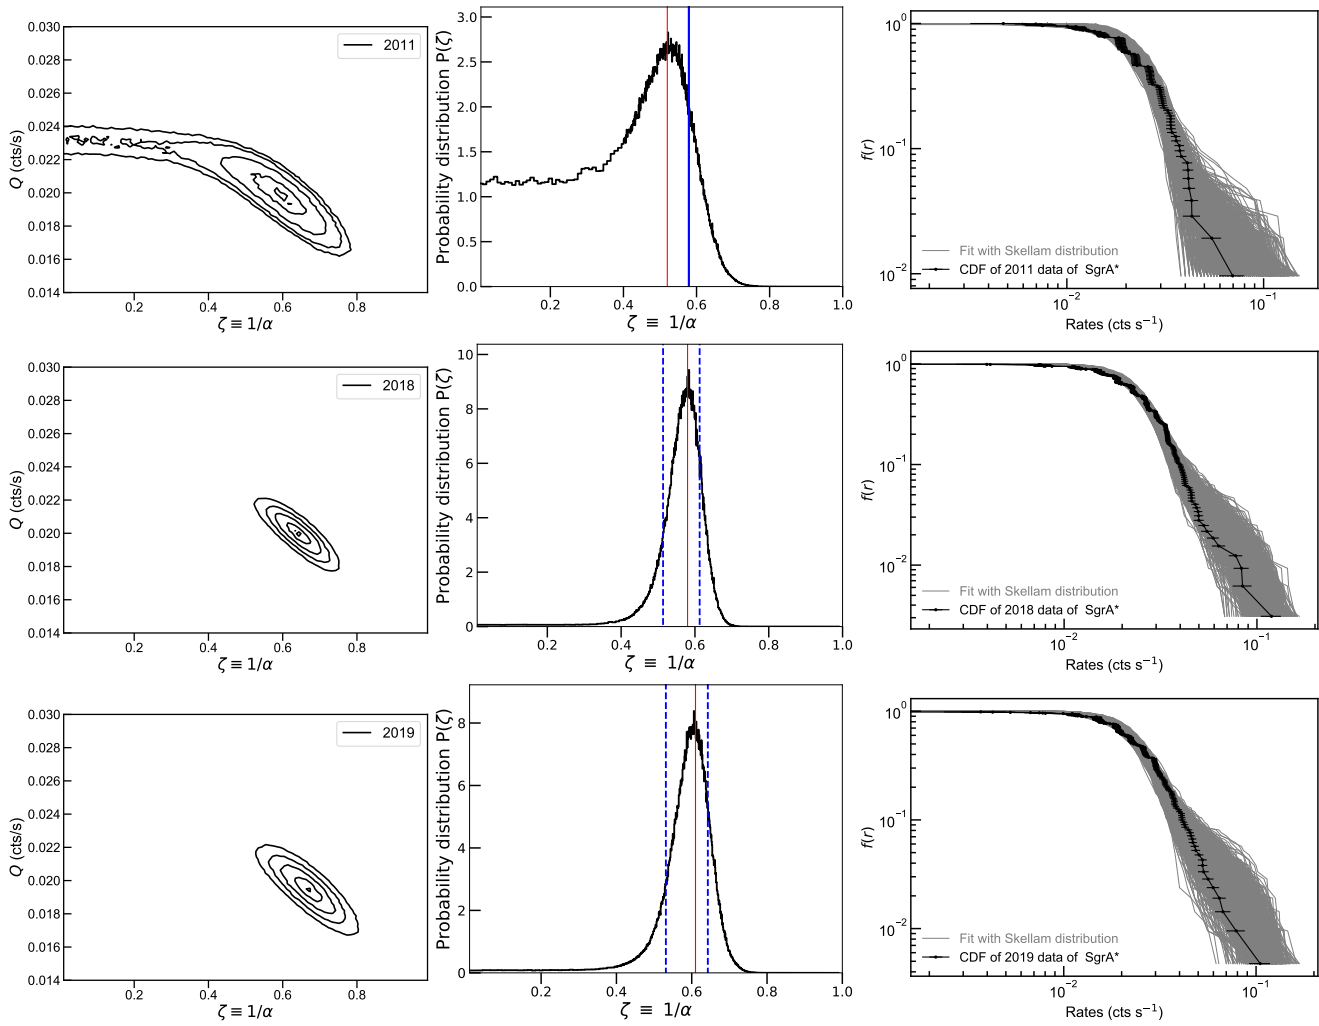 0.030
0.028
0.026
0.024
0.022
0.020
0.018
0.016
0.014
Q (cts/s)
2011
0.2 0.4 0.6 0.8
ζ ≡ 1/α
3.0
2.5
2.0
1.5
1.0
0.5
0.0
Probability distribution P(ζ)
0.2 0.4 0.6 0.8 1.0
ζ ≡ 1/α
10⁰
10⁻¹
10⁻²
f(r)
Fit with Skellam distribution
CDF of 2011 data of SgrA*
10⁻² 10⁻¹
Rates (cts s⁻¹)
0.030
0.028
0.026
0.024
0.022
0.020
0.018
0.016
0.014
Q (cts/s)
2018
0.2 0.4 0.6 0.8
ζ ≡ 1/α
10
8
6
4
2
0
Probability distribution P(ζ)
0.2 0.4 0.6 0.8 1.0
ζ ≡ 1/α
10⁰
10⁻¹
10⁻²
f(r)
Fit with Skellam distribution
CDF of 2018 data of SgrA*
10⁻² 10⁻¹
Rates (cts s⁻¹)
0.030
0.028
0.026
0.024
0.022
0.020
0.018
0.016
0.014
Q (cts/s)
2019
0.2 0.4 0.6 0.8
ζ ≡ 1/α
8
6
4
2
0
Probability distribution P(ζ)
0.2 0.4 0.6 0.8 1.0
ζ ≡ 1/α
10⁰
10⁻¹
10⁻²
f(r)
Fit with Skellam distribution
CDF of 2019 data of SgrA*
10⁻² 10⁻¹
Rates (cts s⁻¹)